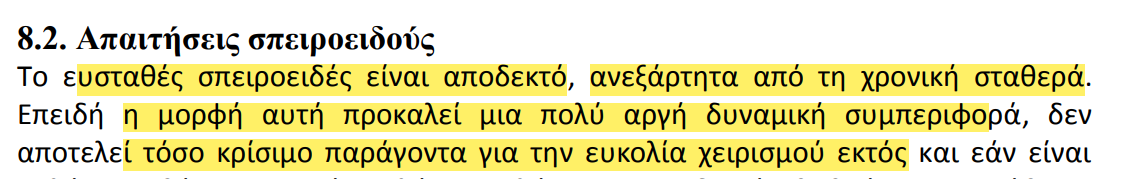 8.2. Απαιτήσεις σπειροειδούς
Το ευσταθές σπειροειδές είναι αποδεκτό, ανεξάρτητα από τη χρονική σταθερά.
Επειδή η μορφή αυτή προκαλεί μια πολύ αργή δυναμική συμπεριφορά, δεν
αποτελεί τόσο κρίσιμο παράγοντα για την ευκολία χειρισμού εκτός και εάν είναι